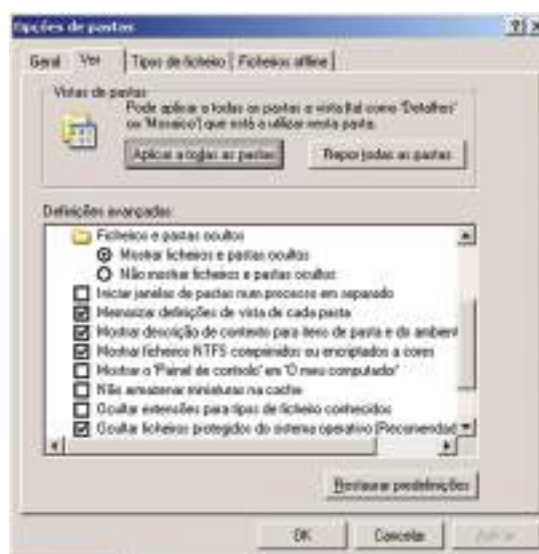 Opções de pastas
Geral Ver Tipos de ficheiro Ficheiros offline
Vistas de pastas
Pode aplicar a todas as pastas a vista (tal como 'Detalhes'
ou 'Mosaico') que está a utilizar nesta pasta.
Aplicar a todas as pastas Repor todas as pastas
Definições avançadas:
Ficheiros e pastas ocultos
Mostrar ficheiros e pastas ocultos
Não mostrar ficheiros e pastas ocultos
Iniciar janelas de pastas num processo em separado
Memorizar definições de vista de cada pasta
Mostrar descrição de contexto para itens de pasta e do ambient
Mostrar ficheiros NTFS comprimidos ou encriptados a cores
Mostrar o 'Painel de controlo' em 'O meu computador'
Não armazenar miniaturas na cache
Ocultar extensões para tipos de ficheiro conhecidos
Ocultar ficheiros protegidos do sistema operativo (Recomendad
Restaurar predefinições
OK Cancelar Aplicar